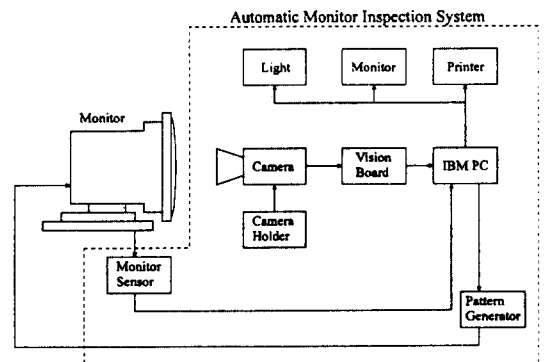 Automatic Monitor Inspection System
Light
Monitor
Printer
Monitor
Camera
Vision
Board
IBM PC
Camera
Holder
Monitor
Sensor
Pattern
Generator